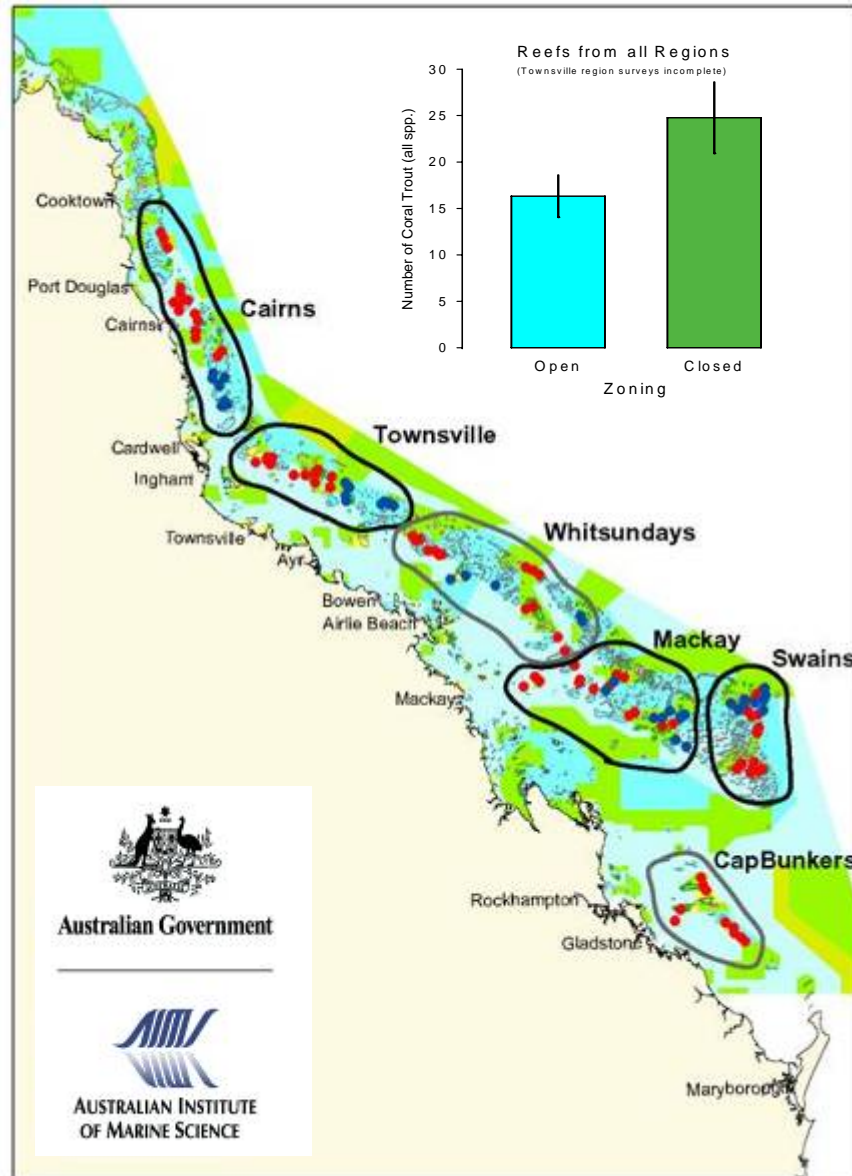 Reefs from all Regions
(Townsville region surveys incomplete)
30
25
20
15
10
5
0
Number of Coral Trout (all spp.)
Open
Closed
Zoning
Cooktown
Port Douglas
Cairns
Cairns
Townsville
Cardwell
Ingham
Townsville
Ayr
Whitsundays
Bowen
Airlie Beach
Mackay
Swains
Mackay
CapBunkers
Rockhampton
Gladstone
Maryborough
Australian Government
AIMS
AUSTRALIAN INSTITUTE
OF MARINE SCIENCE